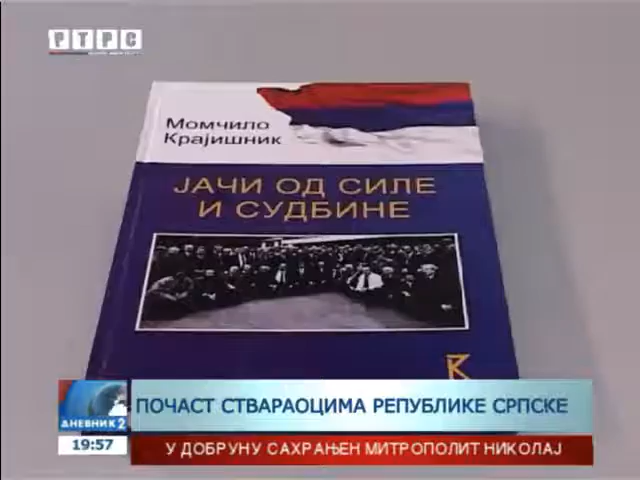 РТРС
Момчило
Крајишник
ЈАЧИ ОД СИЛЕ
И СУДБИНЕ
K
ПОЧАСТ СТВАРАОЦИМА РЕПУБЛИКЕ СРПСКЕ
ДНЕВНИК 2
19:57
У ДОБРУНУ САХРАЊЕН МИТРОПОЛИТ НИКОЛАЈ